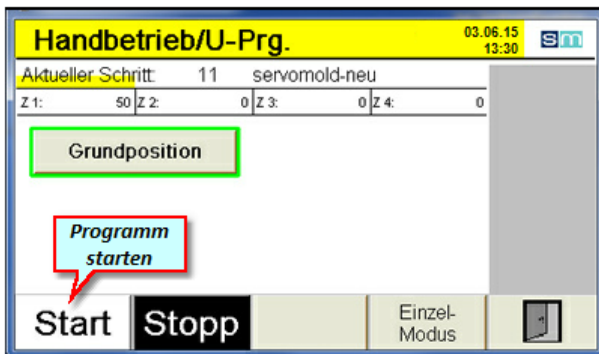 Handbetrieb/U-Prg.
03.06.15
13:30
sm
Aktueller Schritt: 11 servomold-neu
Z 1: 50 Z 2: 0 Z 3: 0 Z 4: 0
Grundposition
Programm
starten
Start Stopp
Einzel-
Modus